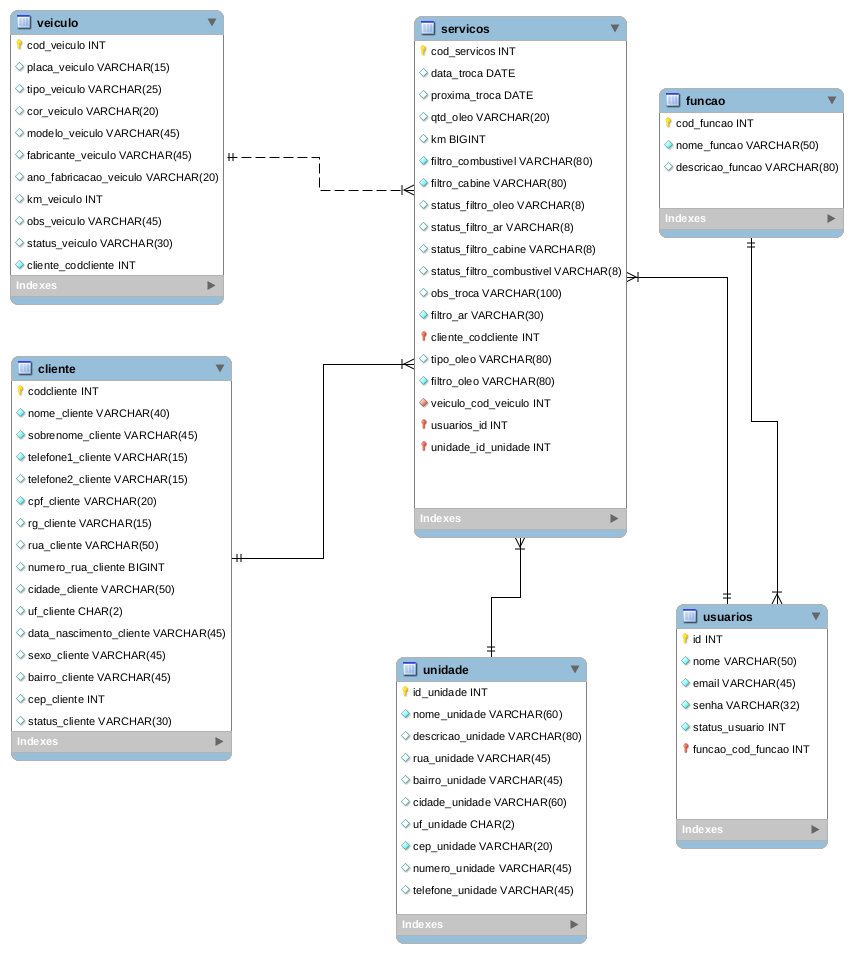 veiculo
cod_veiculo INT
placa_veiculo VARCHAR(15)
tipo_veiculo VARCHAR(25)
cor_veiculo VARCHAR(20)
modelo_veiculo VARCHAR(45)
fabricante_veiculo VARCHAR(45)
ano_fabricacao_veiculo VARCHAR(20)
km_veiculo INT
obs_veiculo VARCHAR(45)
status_veiculo VARCHAR(30)
cliente_codcliente INT
Indexes
servicos
cod_servicos INT
data_troca DATE
proxima_troca DATE
qtd_oleo VARCHAR(20)
km BIGINT
filtro_combustivel VARCHAR(80)
filtro_cabine VARCHAR(80)
status_filtro_oleo VARCHAR(8)
status_filtro_ar VARCHAR(8)
status_filtro_cabine VARCHAR(8)
status_filtro_combustivel VARCHAR(8)
obs_troca VARCHAR(100)
filtro_ar VARCHAR(30)
cliente_codcliente INT
tipo_oleo VARCHAR(80)
filtro_oleo VARCHAR(80)
veiculo_cod_veiculo INT
usuarios_id INT
unidade_id_unidade INT
Indexes
funcao
cod_funcao INT
nome_funcao VARCHAR(50)
descricao_funcao VARCHAR(80)
Indexes
cliente
codcliente INT
nome_cliente VARCHAR(40)
sobrenome_cliente VARCHAR(45)
telefone1_cliente VARCHAR(15)
telefone2_cliente VARCHAR(15)
cpf_cliente VARCHAR(20)
rg_cliente VARCHAR(15)
rua_cliente VARCHAR(50)
numero_rua_cliente BIGINT
cidade_cliente VARCHAR(50)
uf_cliente CHAR(2)
data_nascimento_cliente VARCHAR(45)
sexo_cliente VARCHAR(45)
bairro_cliente VARCHAR(45)
cep_cliente INT
status_cliente VARCHAR(30)
Indexes
unidade
id_unidade INT
nome_unidade VARCHAR(60)
descricao_unidade VARCHAR(80)
rua_unidade VARCHAR(45)
bairro_unidade VARCHAR(45)
cidade_unidade VARCHAR(60)
uf_unidade CHAR(2)
cep_unidade VARCHAR(20)
numero_unidade VARCHAR(45)
telefone_unidade VARCHAR(45)
Indexes
usuarios
id INT
nome VARCHAR(50)
email VARCHAR(45)
senha VARCHAR(32)
status_usuario INT
funcao_cod_funcao INT
Indexes